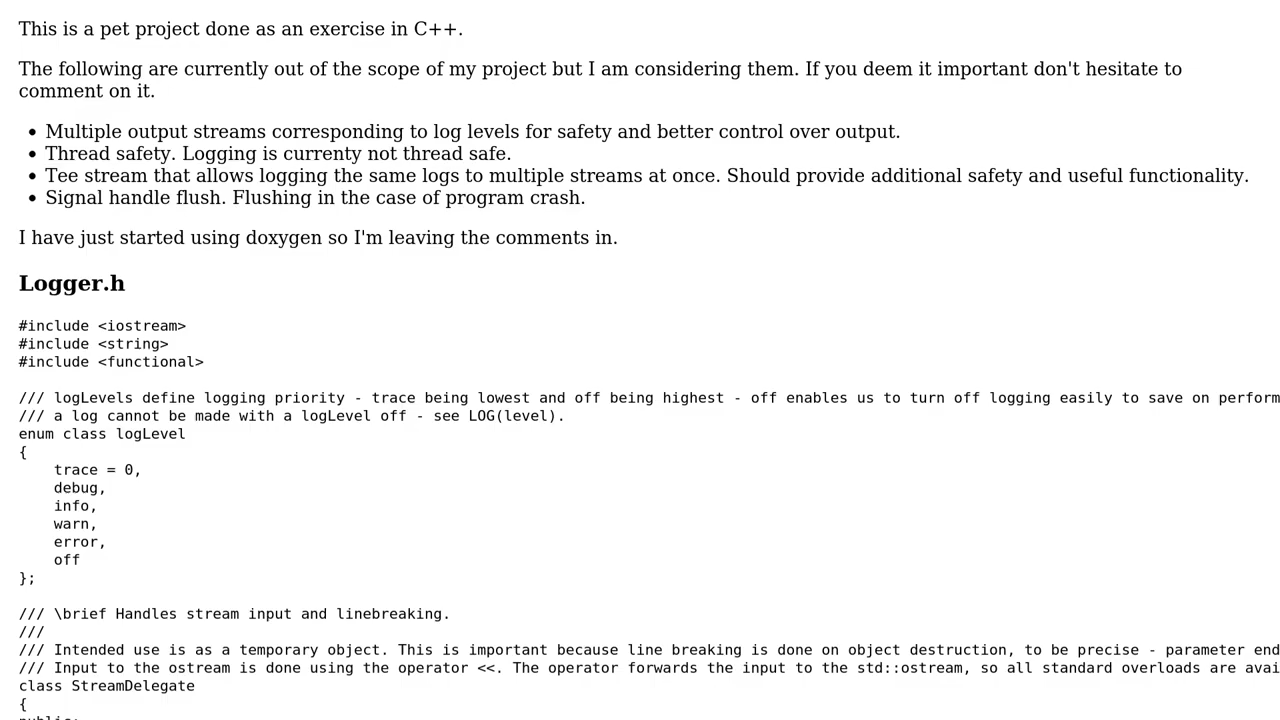 This is a pet project done as an exercise in C++.
The following are currently out of the scope of my project but I am considering them. If you deem it important don't hesitate to
comment on it.
• Multiple output streams corresponding to log levels for safety and better control over output.
• Thread safety. Logging is currenty not thread safe.
• Tee stream that allows logging the same logs to multiple streams at once. Should provide additional safety and useful functionality.
• Signal handle flush. Flushing in the case of program crash.
I have just started using doxygen so I'm leaving the comments in.
Logger.h
#include <iostream>
#include <string>
#include <functional>
/// logLevels define logging priority - trace being lowest and off being highest - off enables us to turn off logging easily to save on perform
/// a log cannot be made with a logLevel off - see LOG(level).
enum class logLevel
{
    trace = 0,
    debug,
    info,
    warn,
    error,
    off
};
/// \brief Handles stream input and linebreaking.
///
/// Intended use is as a temporary object. This is important because line breaking is done on object destruction, to be precise - parameter end
/// Input to the ostream is done using the operator <<. The operator forwards the input to the std::ostream, so all standard overloads are avai
class StreamDelegate
{
public: